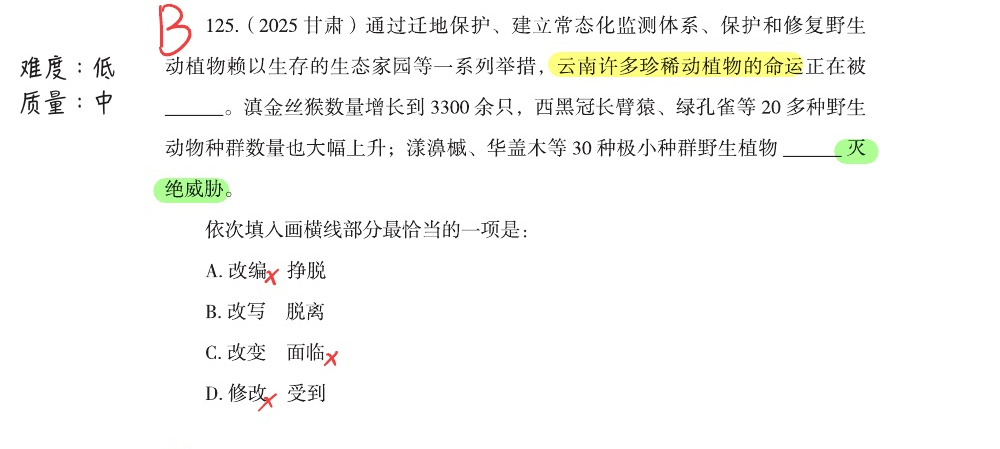 B
125.（2025 甘肃）通过迁地保护、建立常态化监测体系、保护和修复野生
难度：低
动植物赖以生存的生态家园等一系列举措，云南许多珍稀动植物的命运正在被
质量：中
______。滇金丝猴数量增长到 3300 余只，西黑冠长臂猿、绿孔雀等 20 多种野生
动物种群数量也大幅上升；漾濞槭、华盖木等 30 种极小种群野生植物 ______ 灭
绝威胁。
依次填入画横线部分最恰当的一项是：
A. 改编x 挣脱
B. 改写 脱离
C. 改变 面临x
D. 修改x 受到